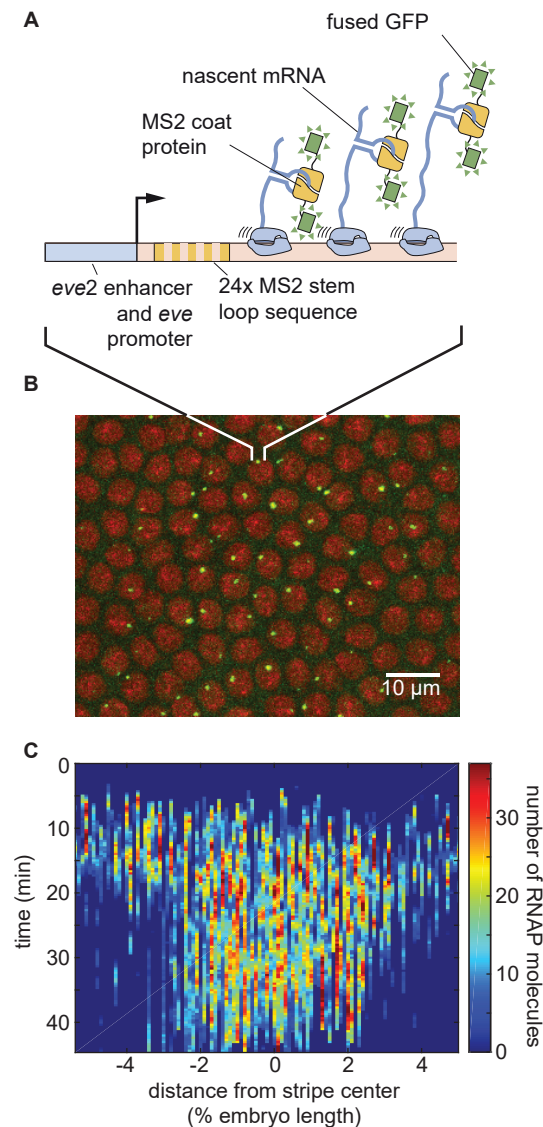 A
fused GFP
nascent mRNA
MS2 coat
protein
eve2 enhancer
and eve
promoter
24x MS2 stem
loop sequence
B
10 µm
C
0
10
20
30
40
time (min)
-4
-2
0
2
4
distance from stripe center
(% embryo length)
30
20
10
0
number of RNAP molecules